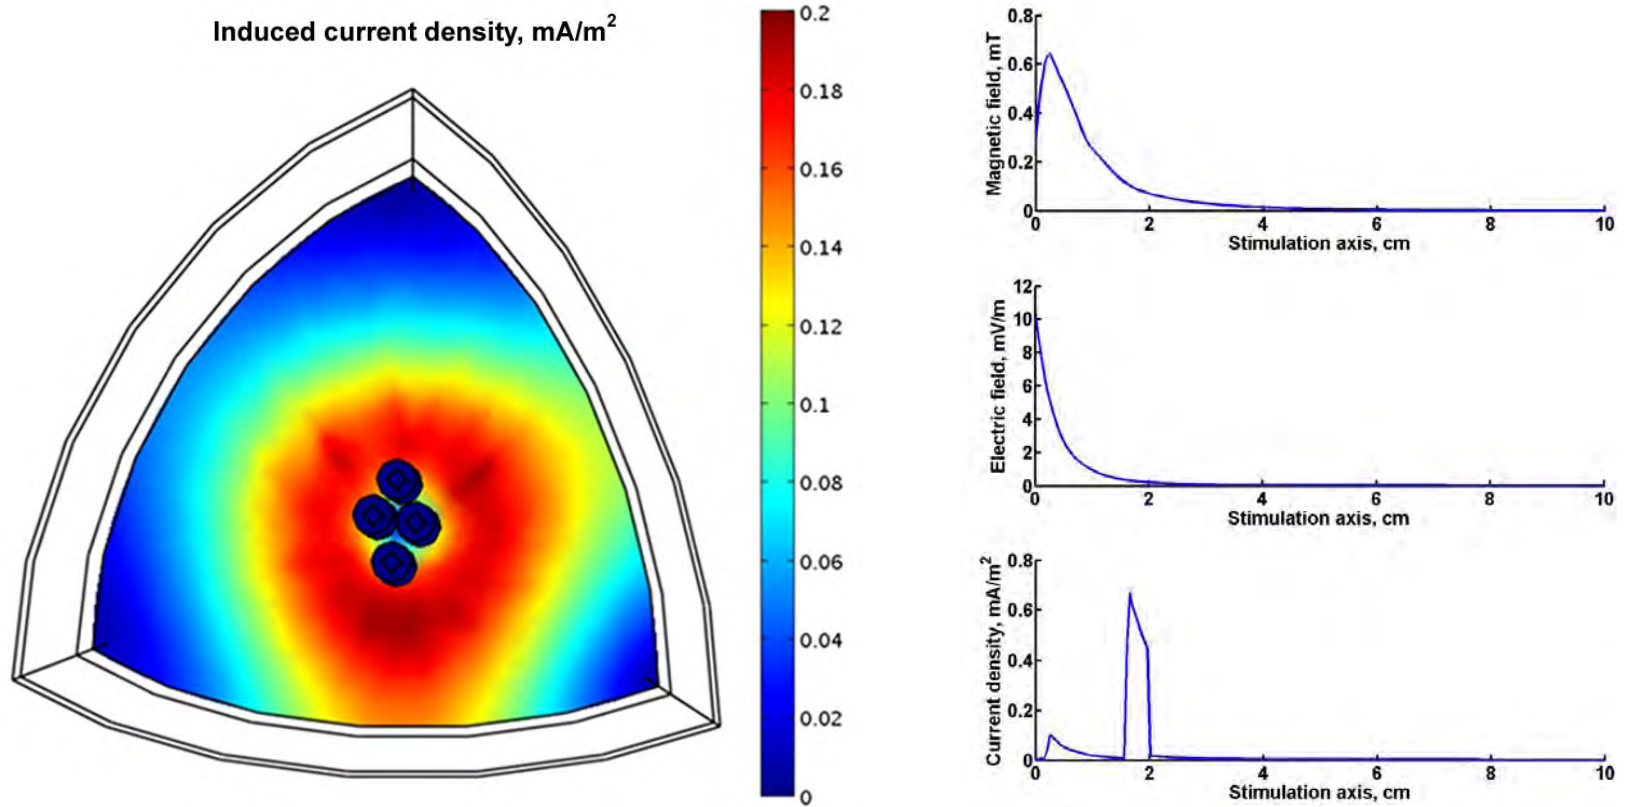 Induced current density, mA/m²
0.2
0.18
0.16
0.14
0.12
0.1
0.08
0.06
0.04
0.02
0
Magnetic field, mT
0.8
0.6
0.4
0.2
0
0 2 4 6 8 10
Stimulation axis, cm
Electric field, mV/m
12
10
8
6
4
2
0
0 2 4 6 8 10
Stimulation axis, cm
Current density, mA/m²
0.8
0.6
0.4
0.2
0
0 2 4 6 8 10
Stimulation axis, cm